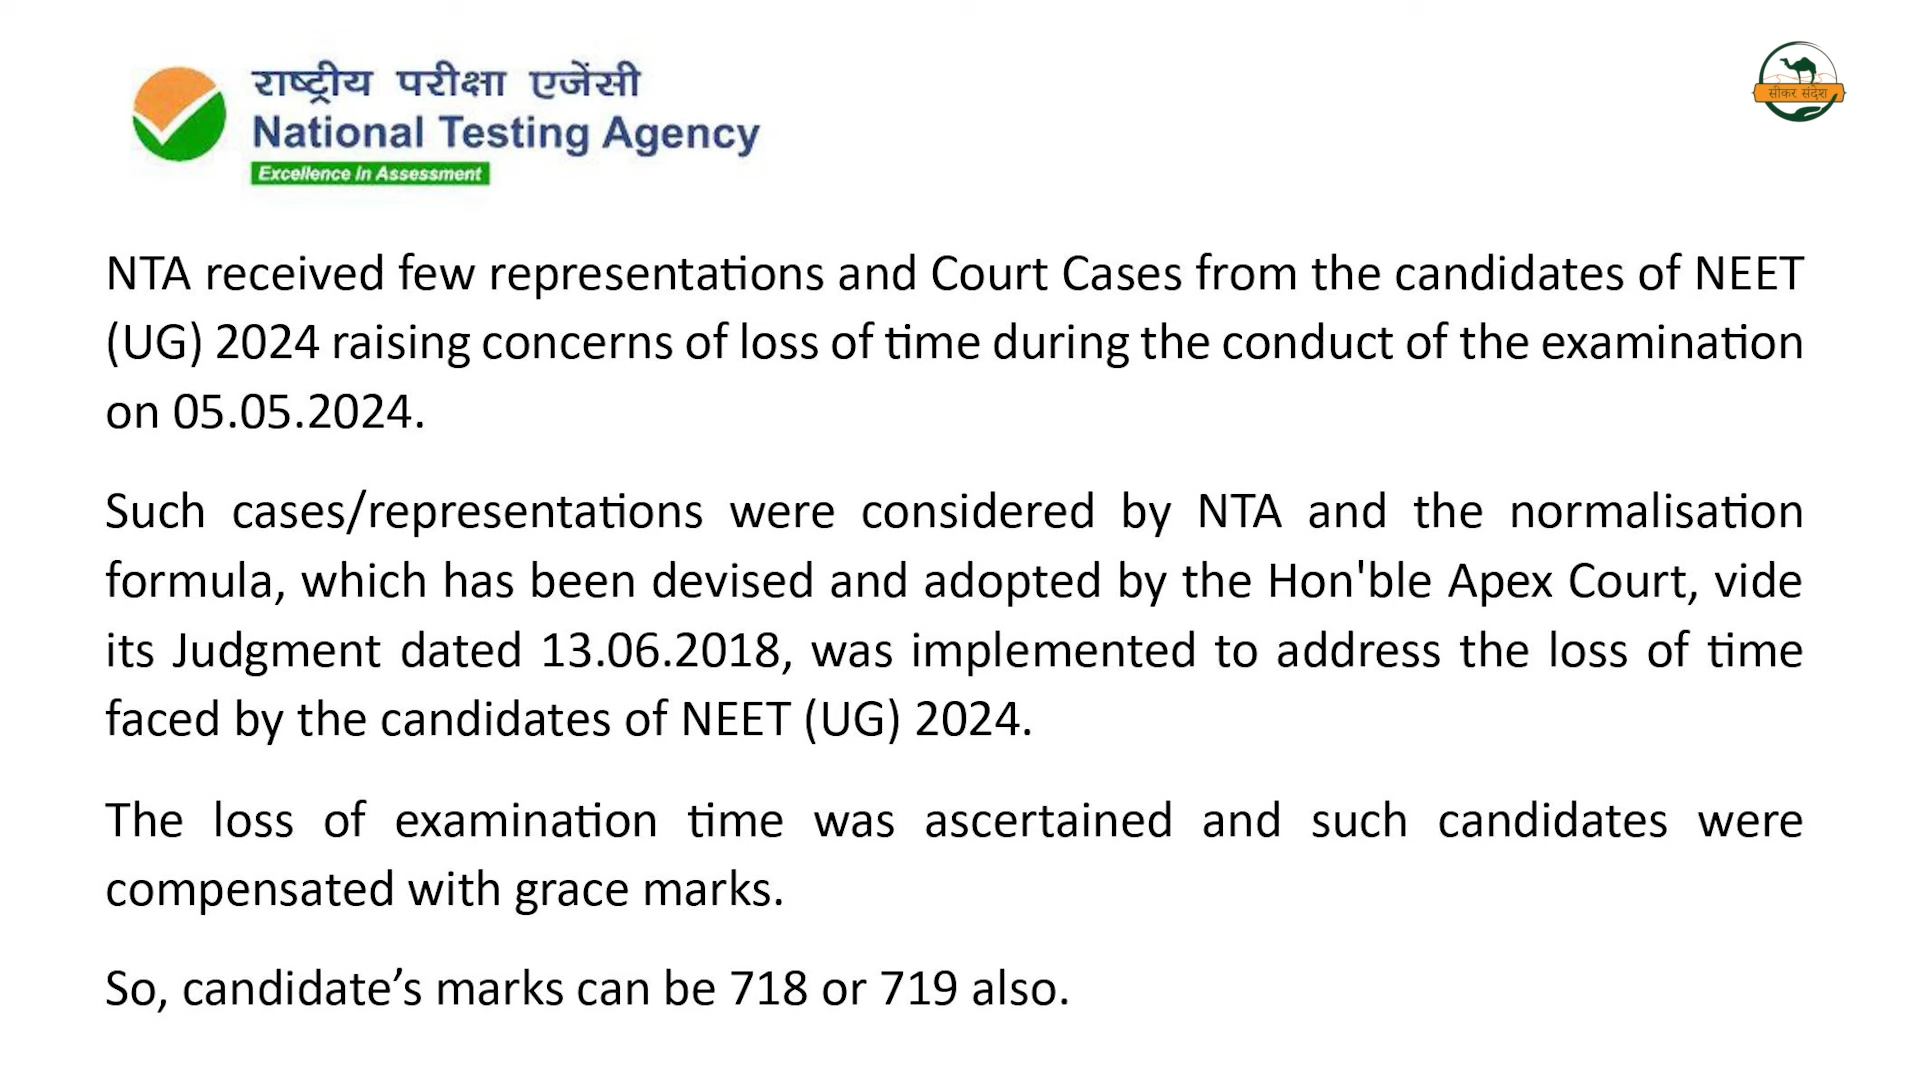 राष्ट्रीय परीक्षा एजेंसी
National Testing Agency
Excellence in Assessment
सीकर संदेश
NTA received few representations and Court Cases from the candidates of NEET
(UG) 2024 raising concerns of loss of time during the conduct of the examination
on 05.05.2024.
Such cases/representations were considered by NTA and the normalisation
formula, which has been devised and adopted by the Hon'ble Apex Court, vide
its Judgment dated 13.06.2018, was implemented to address the loss of time
faced by the candidates of NEET (UG) 2024.
The loss of examination time was ascertained and such candidates were
compensated with grace marks.
So, candidate’s marks can be 718 or 719 also.